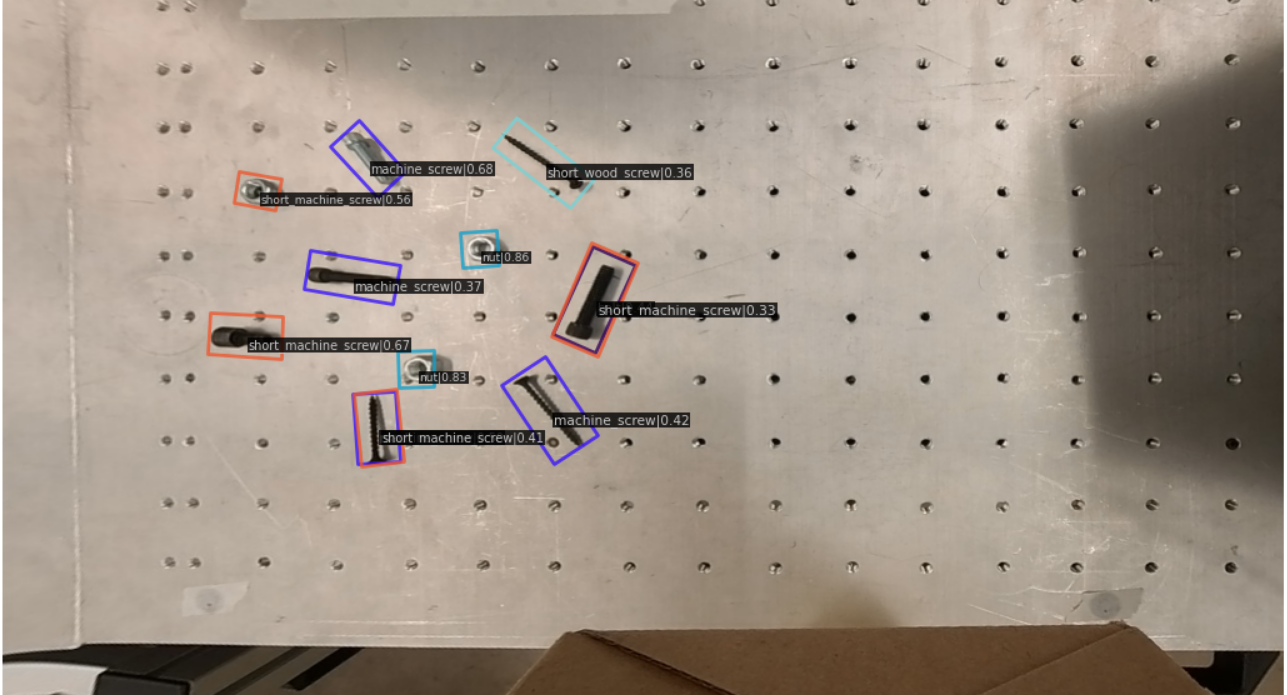 machine_screw|0.68
short_wood_screw|0.36
short_machine_screw|0.56
nut|0.86
machine_screw|0.37
short_machine_screw|0.33
short_machine_screw|0.67
nut|0.83
machine_screw|0.42
short_machine_screw|0.41